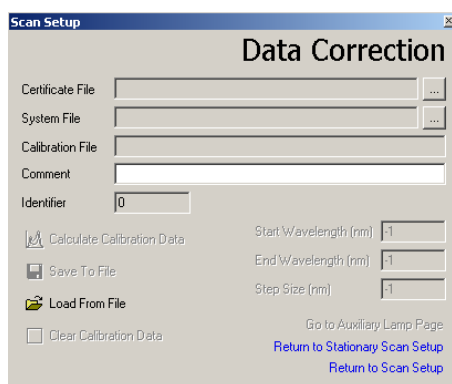 Scan Setup
Data Correction
Certificate File ...
System File ...
Calibration File
Comment
Identifier 0
Calculate Calibration Data
Start Wavelength (nm) -1
Save To File
End Wavelength (nm) -1
Load From File
Step Size (nm) -1
Clear Calibration Data
Go to Auxiliary Lamp Page
Return to Stationary Scan Setup
Return to Scan Setup